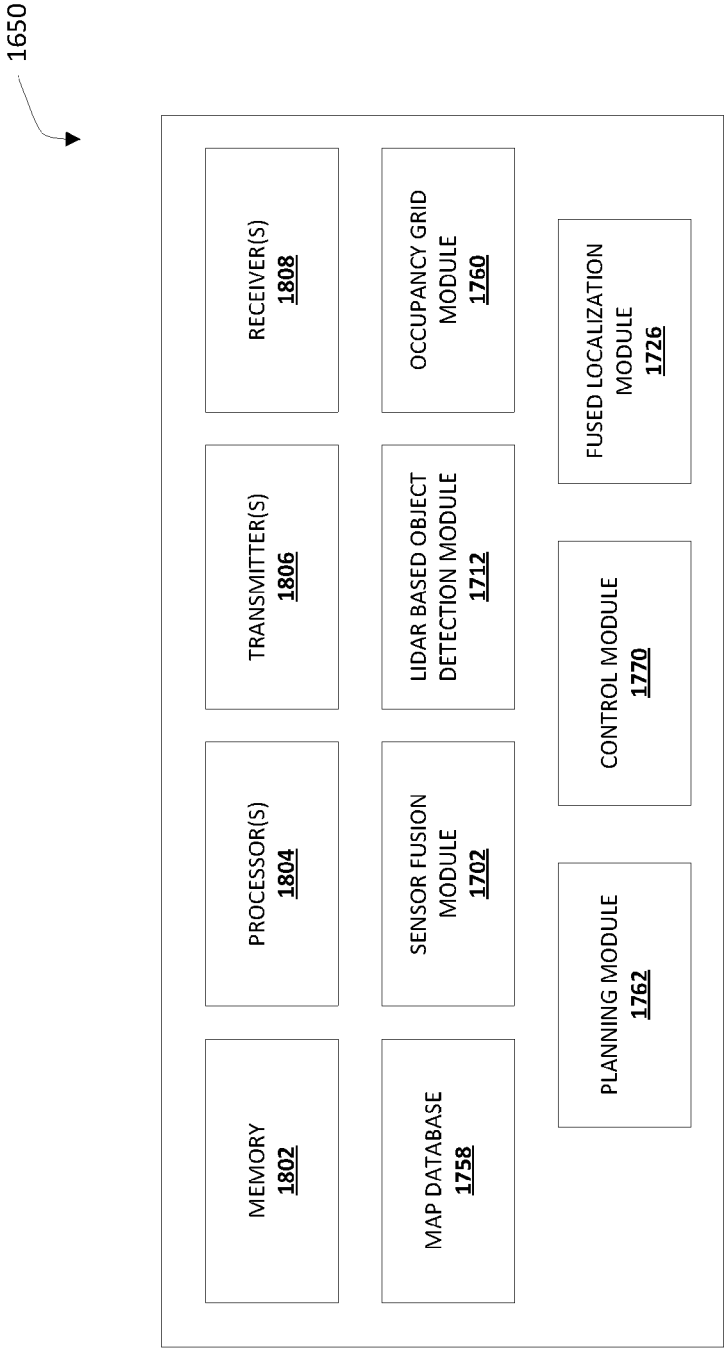 1650
MEMORY
1802
PROCESSOR(S)
1804
TRANSMITTER(S)
1806
RECEIVER(S)
1808
MAP DATABASE
1758
SENSOR FUSION
MODULE
1702
LIDAR BASED OBJECT
DETECTION MODULE
1712
OCCUPANCY GRID
MODULE
1760
PLANNING MODULE
1762
CONTROL MODULE
1770
FUSED LOCALIZATION
MODULE
1726